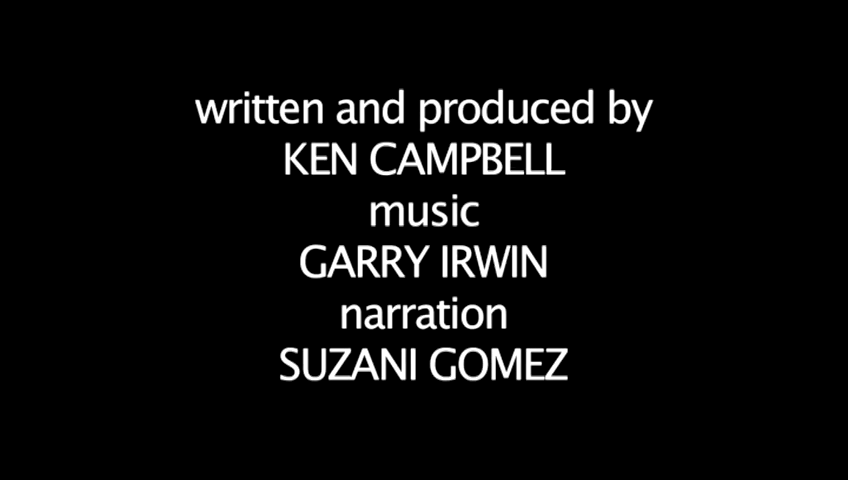 written and produced by
KEN CAMPBELL
music
GARRY IRWIN
narration
SUZANI GOMEZ